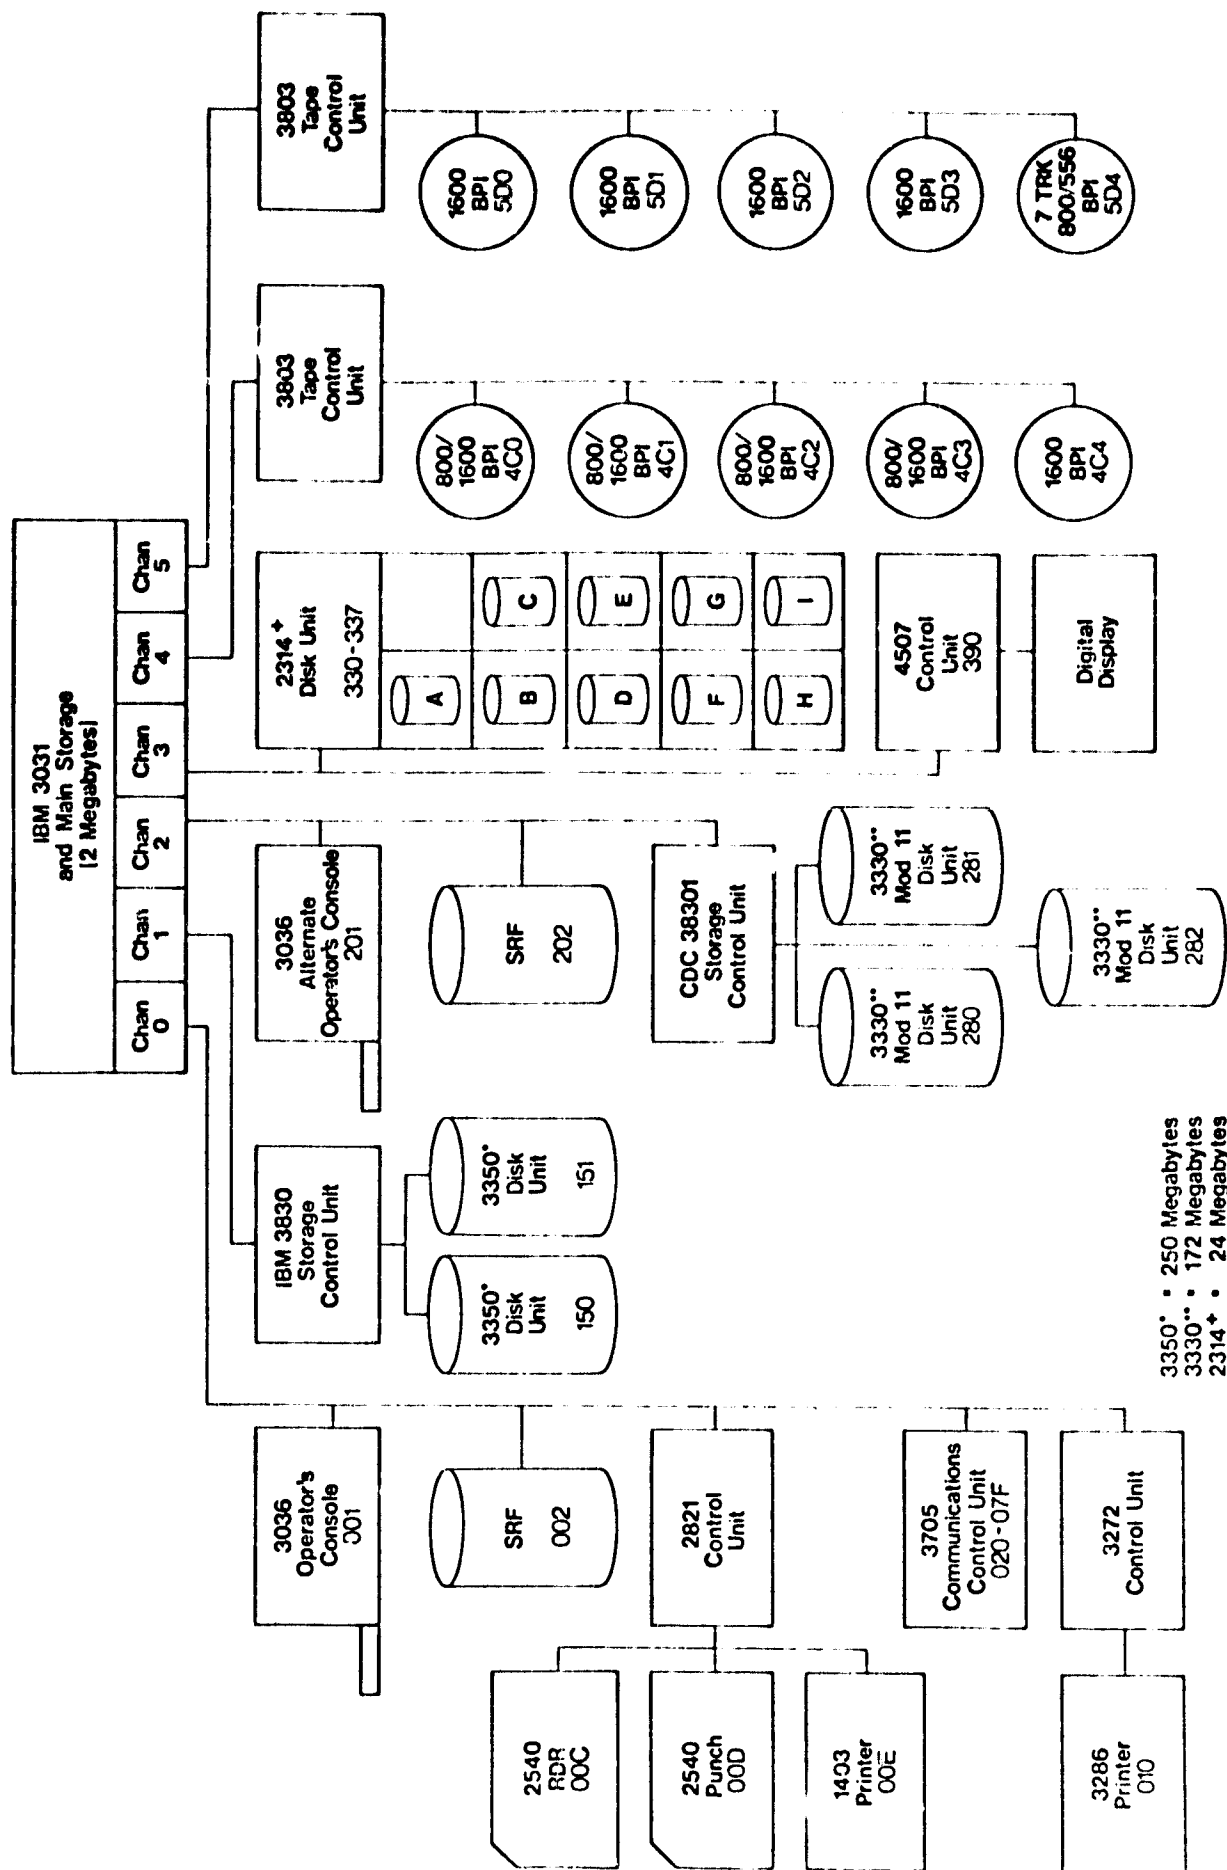 IBM 3031
and Main Storage
[2 Megabytes]
Chan
0
Chan
1
Chan
2
Chan
3
Chan
4
Chan
5
3036
Operator's
Console
001
SRF
002
2821
Control
Unit
2540
RDR
00C
2540
Punch
00D
1403
Printer
00E
3705
Communications
Control Unit
020-07F
3272
Control Unit
3286
Printer
010
IBM 3830
Storage
Control Unit
3350*
Disk
Unit
150
3350*
Disk
Unit
151
3036
Alternate
Operator's Console
201
SRF
202
CDC 38301
Storage
Control Unit
3330**
Mod 11
Disk
Unit
280
3330**
Mod 11
Disk
Unit
281
3330**
Mod 11
Disk
Unit
282
2314+
Disk Unit
330-337
A
B
C
D
E
F
G
H
I
4507
Control
Unit
390
Digital
Display
3803
Tape
Control
Unit
800/
1600
BPI
4C0
800/
1600
BPI
4C1
800/
1600
BPI
4C2
800/
1600
BPI
4C3
1600
BPI
4C4
3803
Tape
Control
Unit
1600
BPI
5D0
1600
BPI
5D1
1600
BPI
5D2
1600
BPI
5D3
7 TRK
800/556
BPI
5D4
3350* • 250 Megabytes
3330** • 172 Megabytes
2314+ • 24 Megabytes